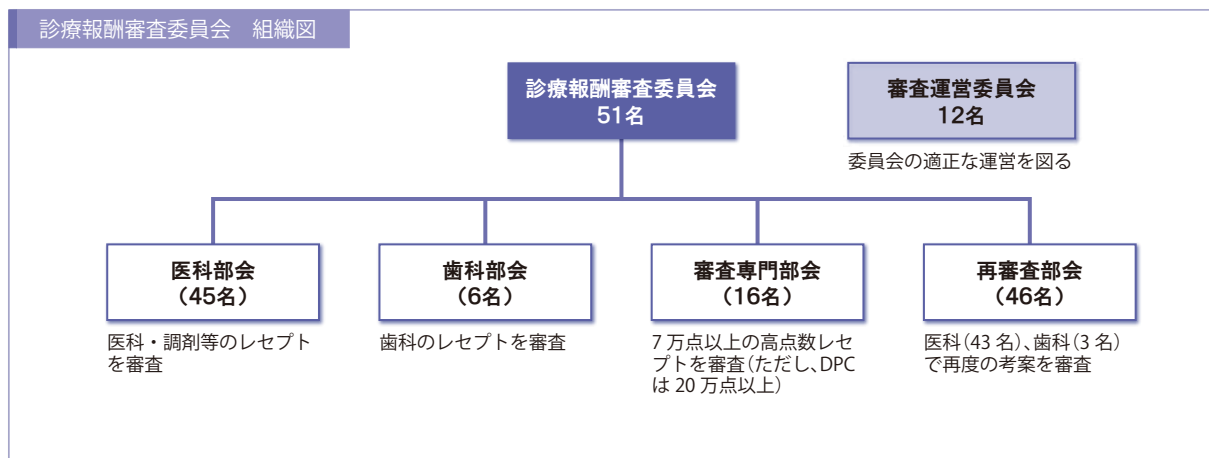 診療報酬審査委員会　組織図
診療報酬審査委員会
51名
審査運営委員会
12名
委員会の適正な運営を図る
医科部会
（45名）
医科・調剤等のレセプト
を審査
歯科部会
（6名）
歯科のレセプトを審査
審査専門部会
（16名）
7 万点以上の高点数レセ
プトを審査（ただし、DPC
は 20 万点以上）
再審査部会
（46名）
医科（43 名）、歯科（3 名）
で再度の考案を審査